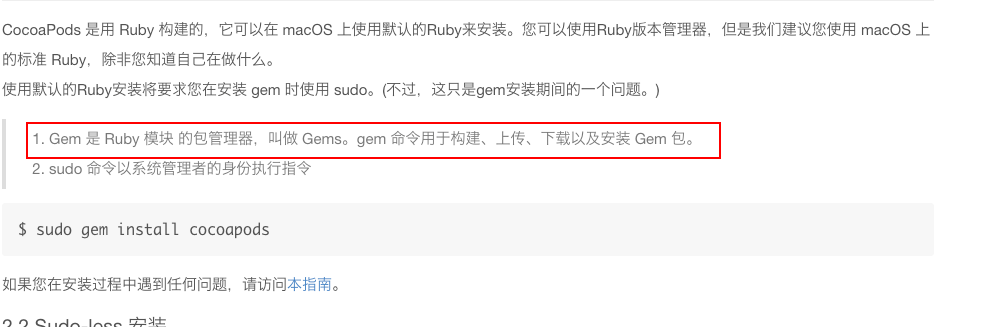 CocoaPods 是用 Ruby 构建的，它可以在 macOS 上使用默认的Ruby来安装。您可以使用Ruby版本管理器，但是我们建议您使用 macOS 上
的标准 Ruby，除非您知道自己在做什么。
使用默认的Ruby安装将要求您在安装 gem 时使用 sudo。(不过，这只是gem安装期间的一个问题。)
1. Gem 是 Ruby 模块 的包管理器，叫做 Gems。gem 命令用于构建、上传、下载以及安装 Gem 包。
2. sudo 命令以系统管理者的身份执行指令
$ sudo gem install cocoapods
如果您在安装过程中遇到任何问题，请访问本指南。
2.2 Sudo-less 安装